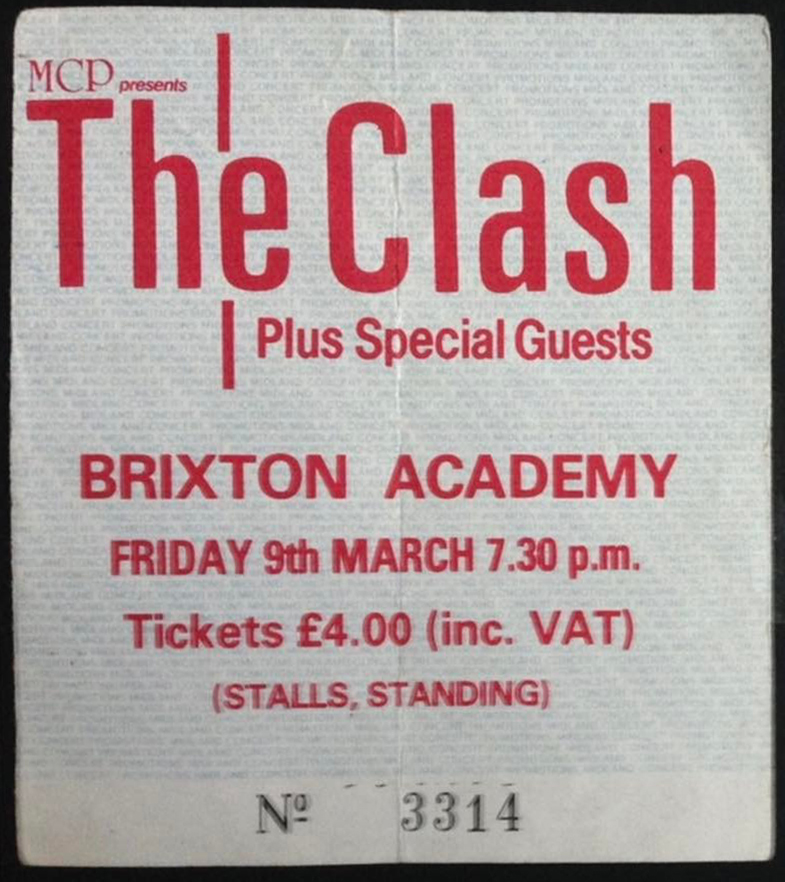 MCP presents
The Clash
Plus Special Guests
BRIXTON ACADEMY
FRIDAY 9th MARCH 7.30 p.m.
Tickets £4.00 (inc. VAT)
(STALLS, STANDING)
Nº 3314